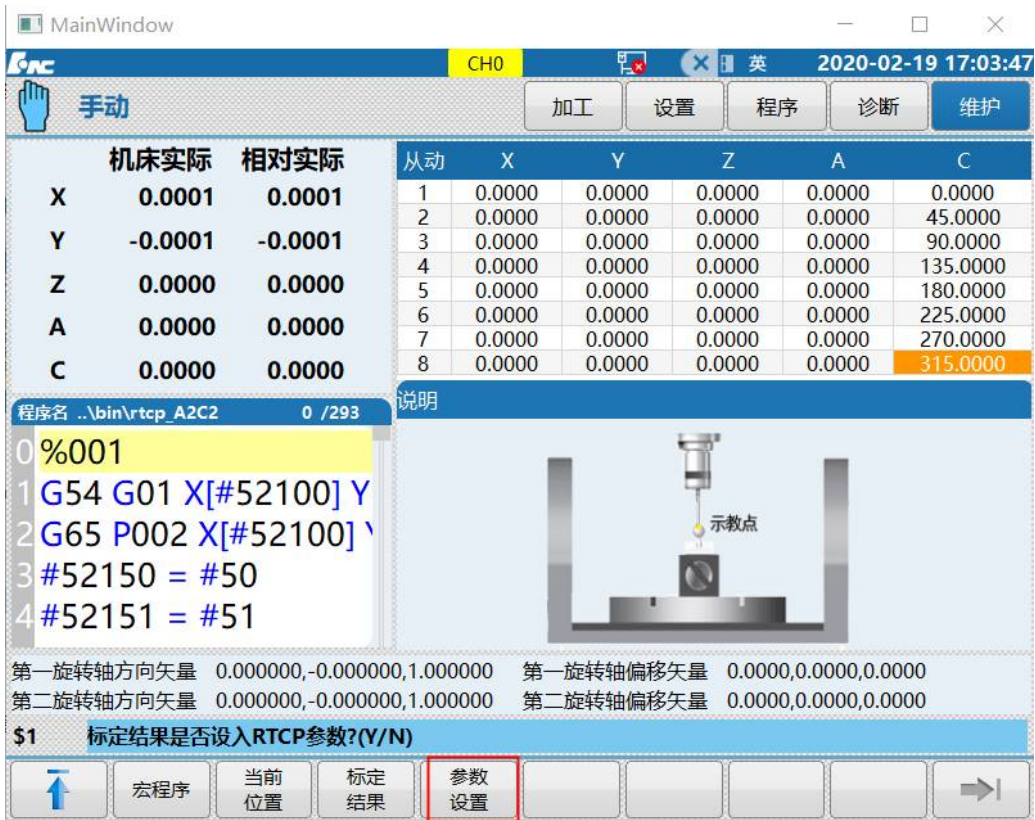 MainWindow
CH0 英 2020-02-19 17:03:47
手动 加工 设置 程序 诊断 维护
机床实际 相对实际
X 0.0001 0.0001
Y -0.0001 -0.0001
Z 0.0000 0.0000
A 0.0000 0.0000
C 0.0000 0.0000
从动 X Y Z A C
1 0.0000 0.0000 0.0000 0.0000 0.0000
2 0.0000 0.0000 0.0000 0.0000 45.0000
3 0.0000 0.0000 0.0000 0.0000 90.0000
4 0.0000 0.0000 0.0000 0.0000 135.0000
5 0.0000 0.0000 0.0000 0.0000 180.0000
6 0.0000 0.0000 0.0000 0.0000 225.0000
7 0.0000 0.0000 0.0000 0.0000 270.0000
8 0.0000 0.0000 0.0000 0.0000 315.0000
程序名 ..\bin\rtcp_A2C2 0 /293
0 %001
1 G54 G01 X[#52100] Y
2 G65 P002 X[#52100]
3 #52150 = #50
4 #52151 = #51
说明
示教点
第一旋转轴方向矢量 0.000000,-0.000000,1.000000 第一旋转轴偏移矢量 0.0000,0.0000,0.0000
第二旋转轴方向矢量 0.000000,-0.000000,1.000000 第二旋转轴偏移矢量 0.0000,0.0000,0.0000
$1 标定结果是否设入RTCP参数?(Y/N)
宏程序
当前
位置
标定
结果
参数
设置